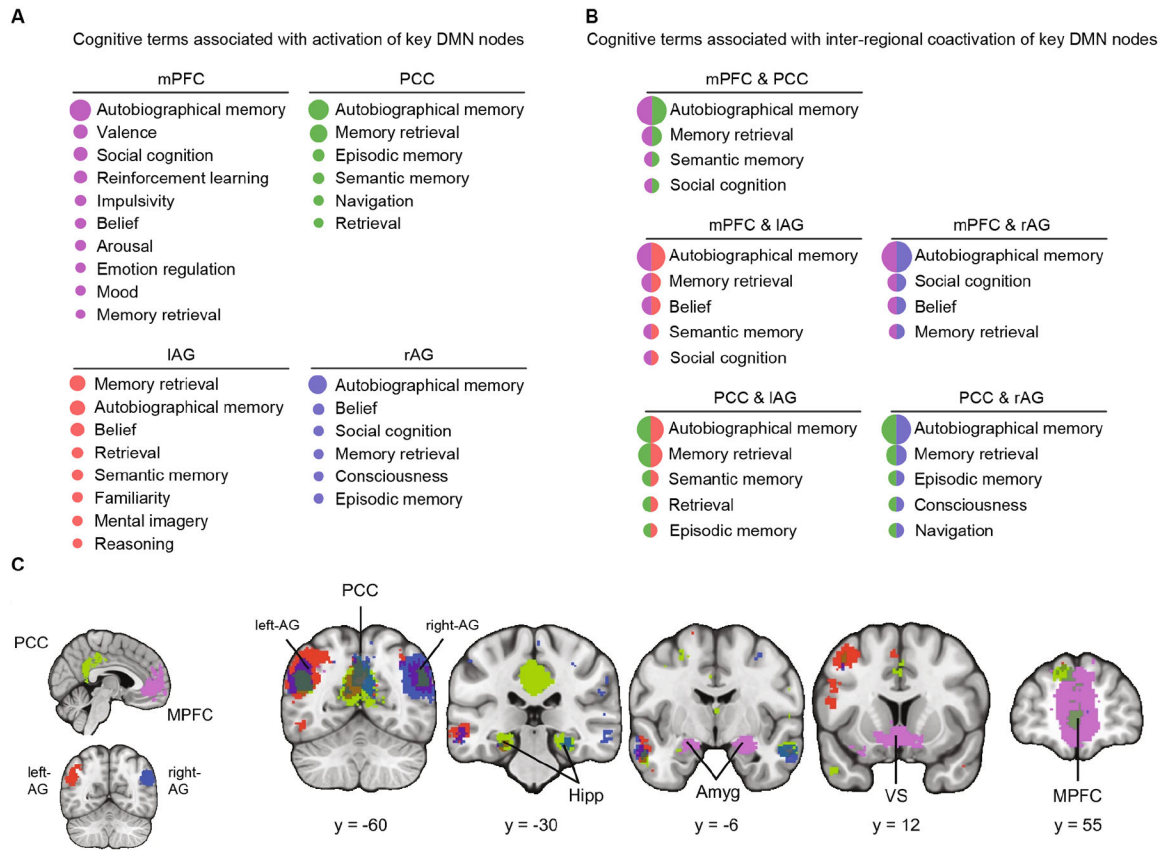 A
Cognitive terms associated with activation of key DMN nodes
mPFC
Autobiographical memory
Valence
Social cognition
Reinforcement learning
Impulsivity
Belief
Arousal
Emotion regulation
Mood
Memory retrieval
PCC
Autobiographical memory
Memory retrieval
Episodic memory
Semantic memory
Navigation
Retrieval
lAG
Memory retrieval
Autobiographical memory
Belief
Retrieval
Semantic memory
Familiarity
Mental imagery
Reasoning
rAG
Autobiographical memory
Belief
Social cognition
Memory retrieval
Consciousness
Episodic memory
B
Cognitive terms associated with inter-regional coactivation of key DMN nodes
mPFC & PCC
Autobiographical memory
Memory retrieval
Semantic memory
Social cognition
mPFC & lAG
Autobiographical memory
Memory retrieval
Belief
Semantic memory
Social cognition
mPFC & rAG
Autobiographical memory
Social cognition
Belief
Memory retrieval
PCC & lAG
Autobiographical memory
Memory retrieval
Semantic memory
Retrieval
Episodic memory
PCC & rAG
Autobiographical memory
Memory retrieval
Episodic memory
Consciousness
Navigation
C
PCC
MPFC
left-
AG
right-
AG
PCC
left-AG
right-AG
Hipp
Amyg
VS
MPFC
y = -60
y = -30
y = -6
y = 12
y = 55